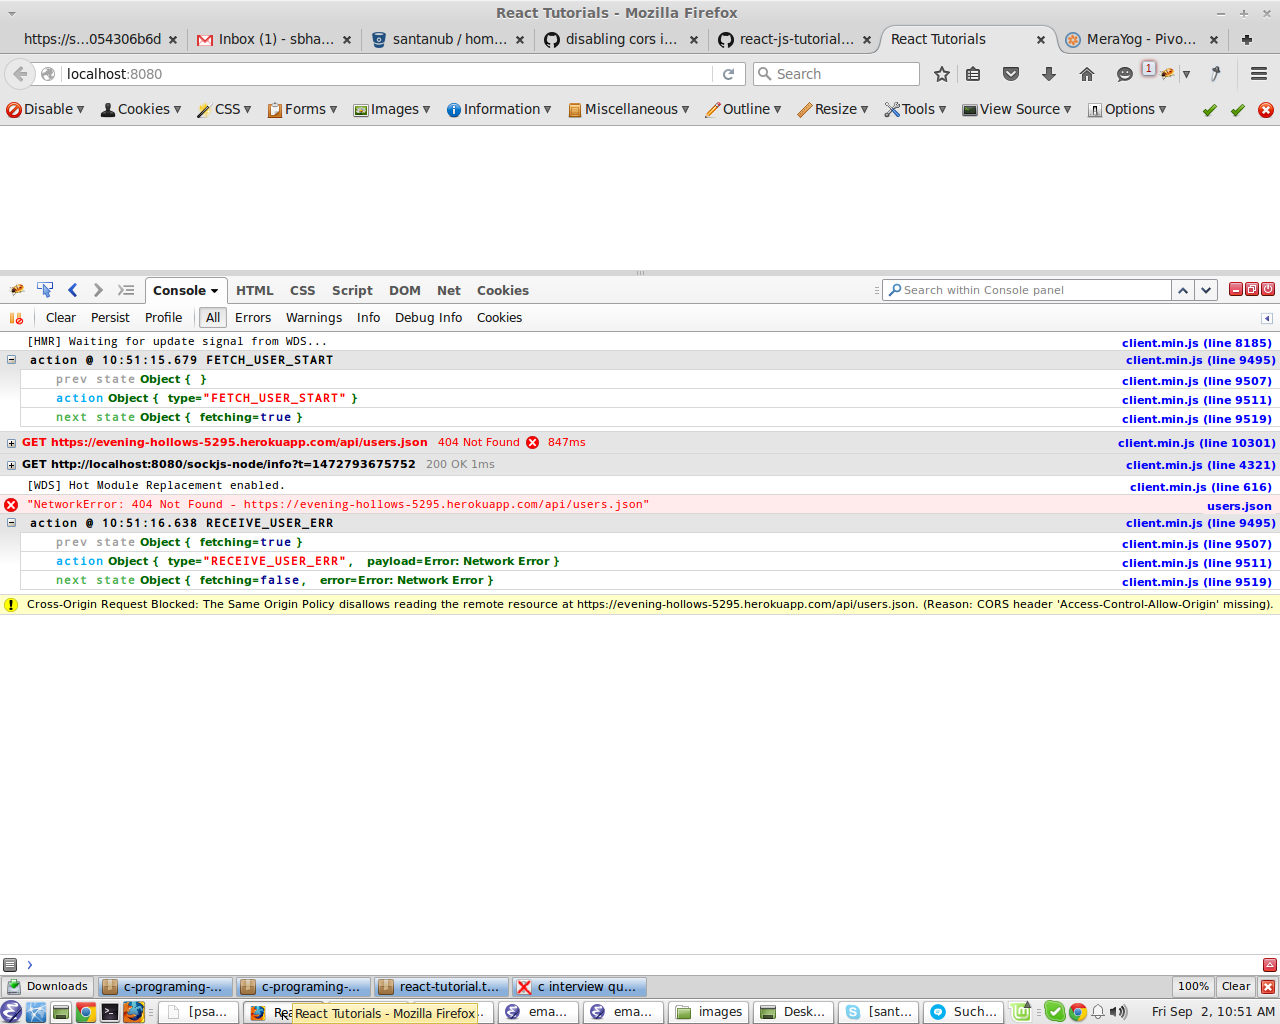 React Tutorials - Mozilla Firefox
https://s...054306b6d
Inbox (1) - sbha...
santanub / hom...
disabling cors i...
react-js-tutorial...
React Tutorials
MeraYog - Pivo...
localhost:8080
Search
1
Disable Cookies CSS Forms Images Information Miscellaneous Outline Resize Tools View Source Options
Console HTML CSS Script DOM Net Cookies
Search within Console panel
Clear Persist Profile All Errors Warnings Info Debug Info Cookies
[HMR] Waiting for update signal from WDS... client.min.js (line 8185)
action @ 10:51:15.679 FETCH_USER_START client.min.js (line 9495)
prev state Object { } client.min.js (line 9507)
action Object { type="FETCH_USER_START" } client.min.js (line 9511)
next state Object { fetching=true } client.min.js (line 9519)
GET https://evening-hollows-5295.herokuapp.com/api/users.json 404 Not Found 847ms client.min.js (line 10301)
GET http://localhost:8080/sockjs-node/info?t=1472793675752 200 OK 1ms client.min.js (line 4321)
[WDS] Hot Module Replacement enabled. client.min.js (line 616)
"NetworkError: 404 Not Found - https://evening-hollows-5295.herokuapp.com/api/users.json" users.json
action @ 10:51:16.638 RECEIVE_USER_ERR client.min.js (line 9495)
prev state Object { fetching=true } client.min.js (line 9507)
action Object { type="RECEIVE_USER_ERR", payload=Error: Network Error } client.min.js (line 9511)
next state Object { fetching=false, error=Error: Network Error } client.min.js (line 9519)
Cross-Origin Request Blocked: The Same Origin Policy disallows reading the remote resource at https://evening-hollows-5295.herokuapp.com/api/users.json. (Reason: CORS header 'Access-Control-Allow-Origin' missing).
Downloads c-programing-... c-programing-... react-tutorial.t... c interview qu... 100% Clear
[psa... React Tutorials - Mozilla Firefox ema... ema... images Desk... [sant... Such... Fri Sep 2, 10:51 AM